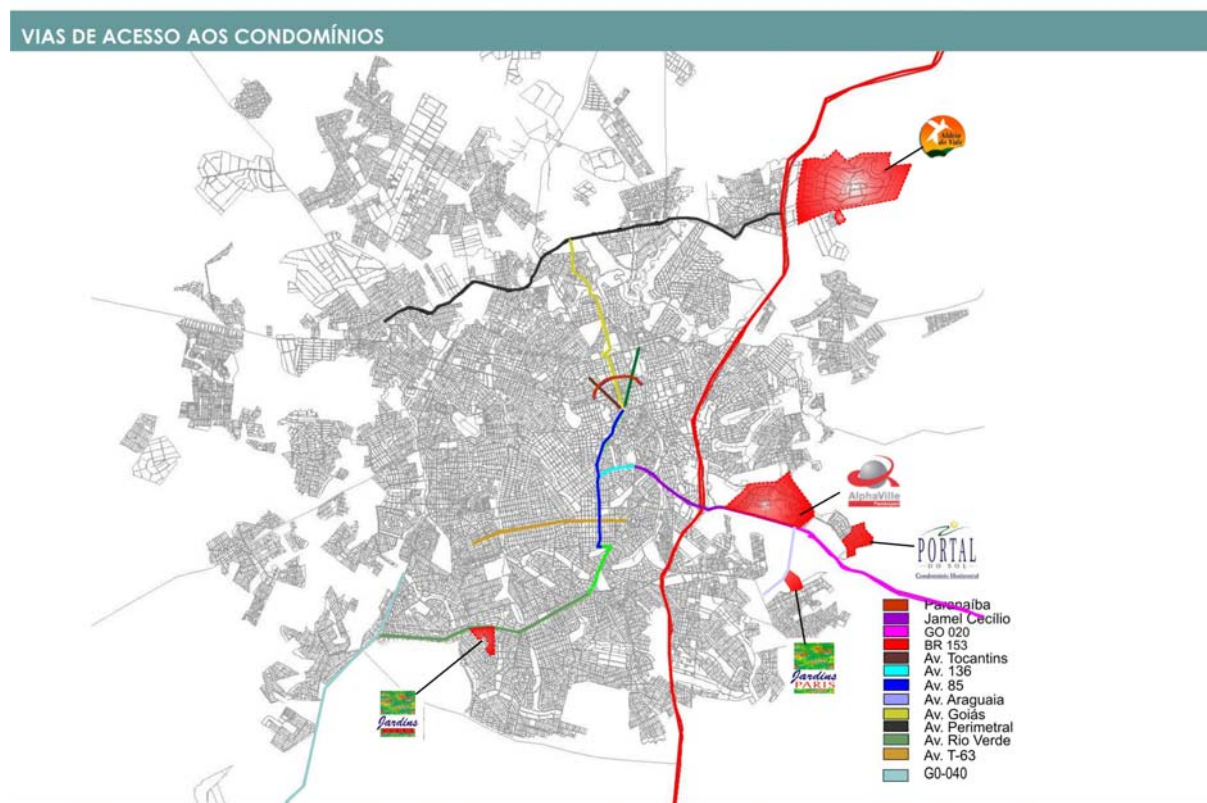 VIAS DE ACESSO AOS CONDOMÍNIOS
Aldeia
do Vale
AlphaVille
PORTAL
DO SOL
Condomínio Horizontal
Jardins
PARIS
Jardins
Paranaíba
Jamel Cecílio
GO 020
BR 153
Av. Tocantins
Av. 136
Av. 85
Av. Araguaia
Av. Goiás
Av. Perimetral
Av. Rio Verde
Av. T-63
G0-040